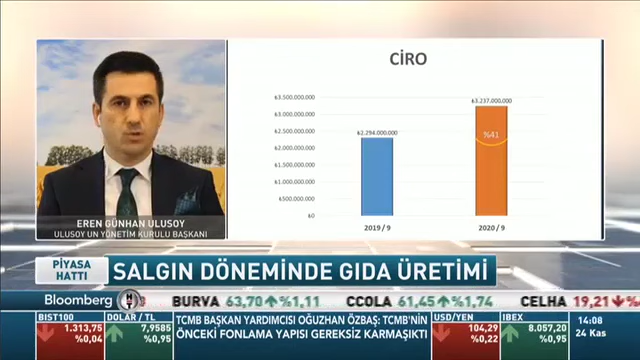 CİRO
₺3.500.000.000
₺3.000.000.000
₺2.500.000.000
₺2.000.000.000
₺1.500.000.000
₺1.000.000.000
₺500.000.000
₺0
₺2.294.000.000
₺3.237.000.000
%41
2019 / 9
2020 / 9
EREN GÜNHAN ULUSOY
ULUSOY UN YÖNETİM KURULU BAŞKANI
PİYASA HATTI
SALGIN DÖNEMİNDE GIDA ÜRETİMİ
Bloomberg HT
BURVA 63,70 ▲%1,11 CCOLA 61,45 ▲%1,74 CELHA 19,21 ▼%4
BIST100 1.313,75 %0,04
DOLAR / TL 7,9585 %0,95
TCMB BAŞKAN YARDIMCISI OĞUZHAN ÖZBAŞ: TCMB'NİN
ÖNCEKİ FONLAMA YAPISI GEREKSİZ KARMAŞIKTI
USD/YEN 104,29 %0,22
IBEX 8.057,20 %0,95
14:08
24 Kas